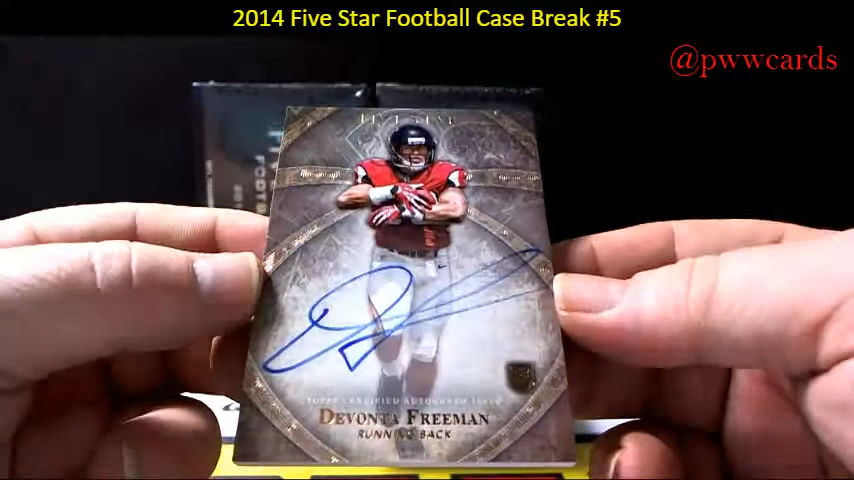 2014 Five Star Football Case Break #5
@pwwcards
FIVE STAR
TOPPS CERTIFIED AUTOGRAPH ISSUE
DEVONTA FREEMAN
RUNNING BACK